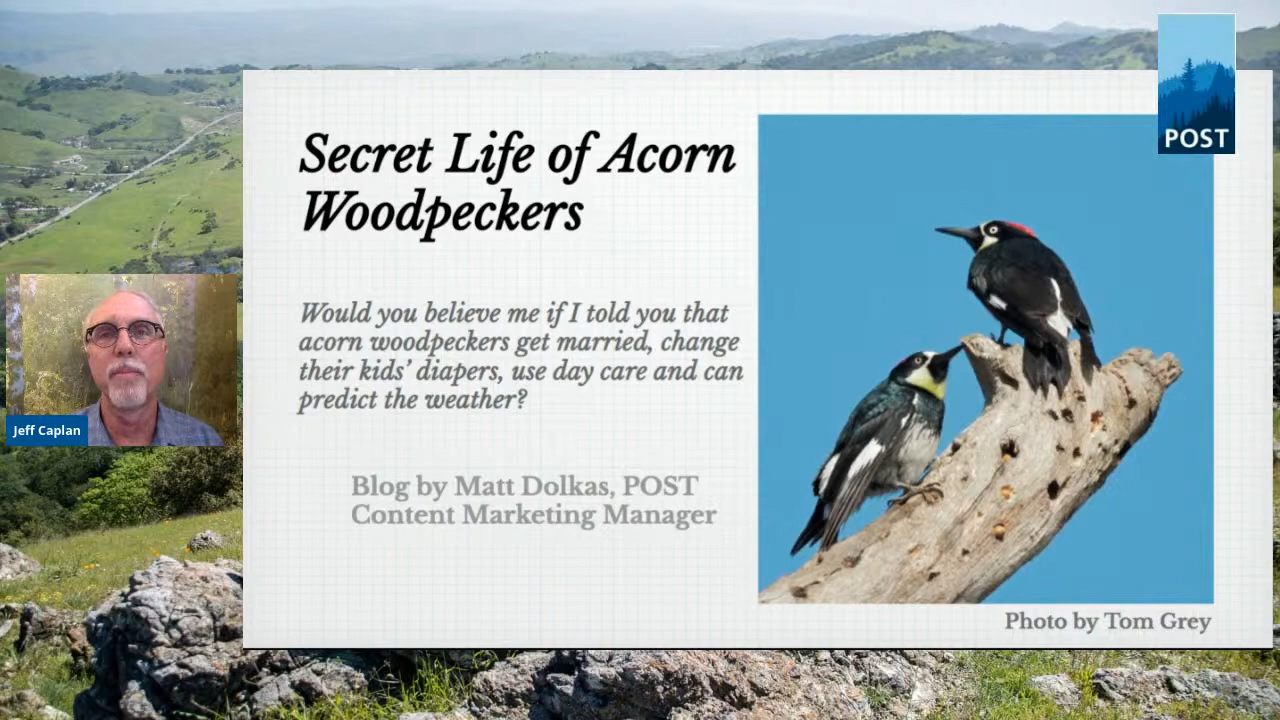 POST
Secret Life of Acorn
Woodpeckers
Would you believe me if I told you that
acorn woodpeckers get married, change
their kids’ diapers, use day care and can
predict the weather?
Jeff Caplan
Blog by Matt Dolkas, POST
Content Marketing Manager
Photo by Tom Grey